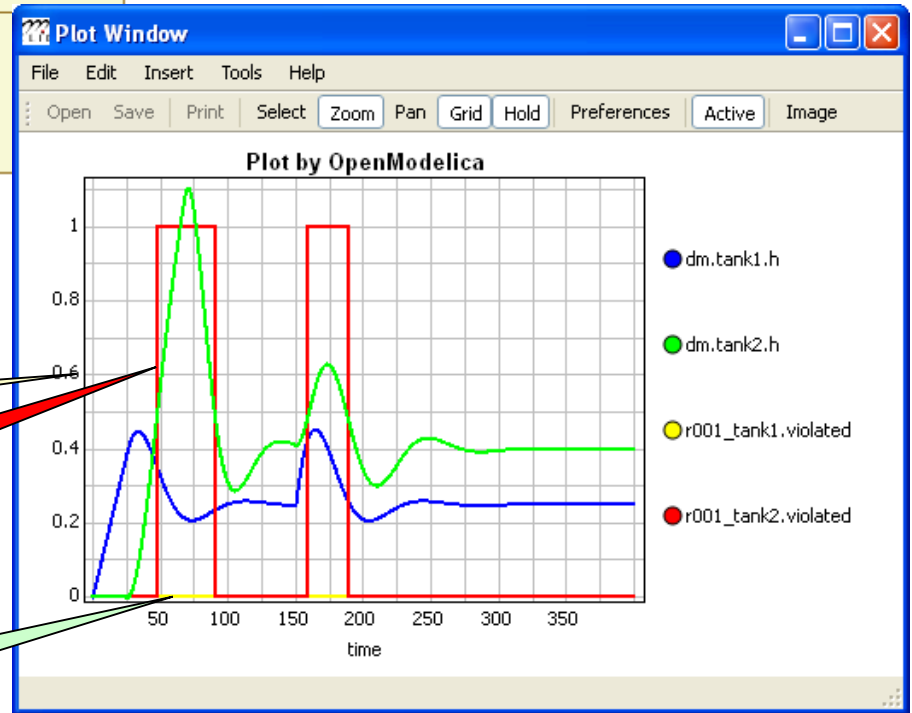 Plot Window
File Edit Insert Tools Help
Open Save Print Select Zoom Pan Grid Hold Preferences Active Image
Plot by OpenModelica
1
0.8
0.6
0.4
0.2
0
50 100 150 200 250 300 350
time
dm.tank1.h
dm.tank2.h
r001_tank1.violated
r001_tank2.violated